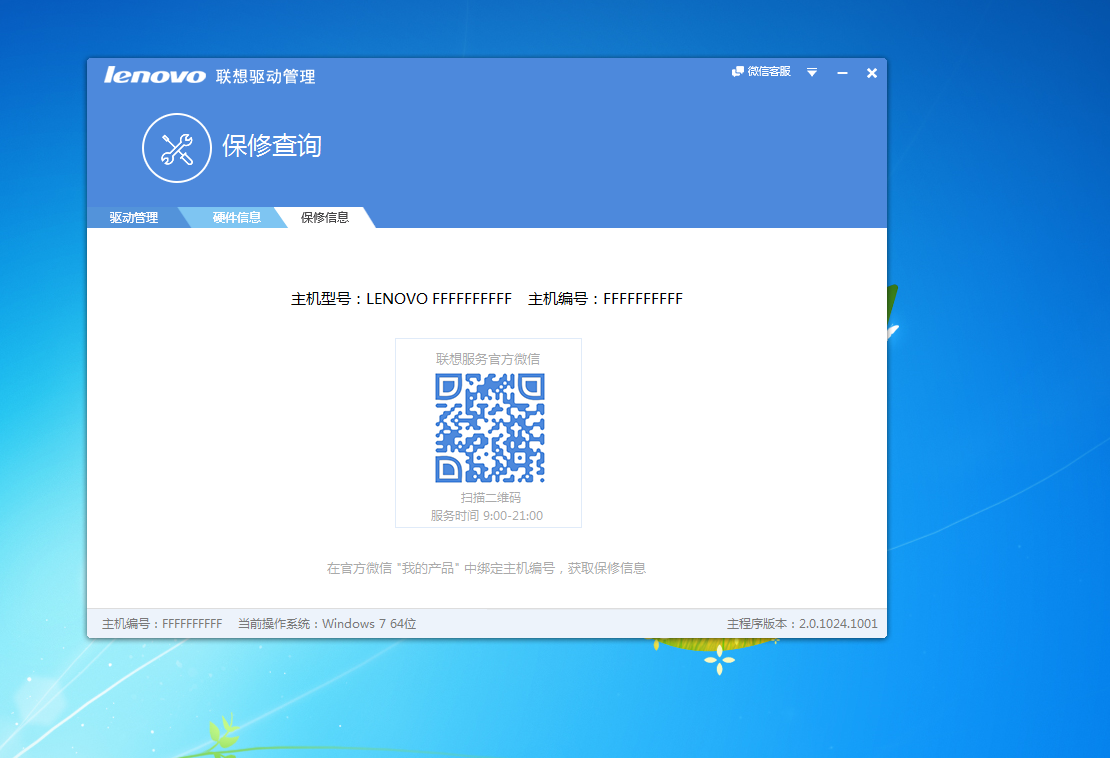 lenovo 联想驱动管理 微信客服
保修查询
驱动管理 硬件信息 保修信息
主机型号：LENOVO FFFFFFFFFF 主机编号：FFFFFFFFFF
联想服务官方微信
扫描二维码
服务时间 9:00-21:00
在官方微信 "我的产品" 中绑定主机编号，获取保修信息
主机编号：FFFFFFFFFF 当前操作系统：Windows 7 64位 主程序版本：2.0.1024.1001